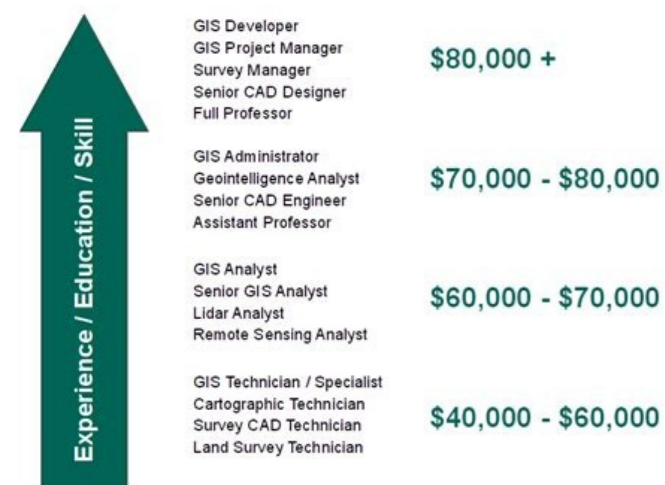 Experience / Education / Skill
GIS Developer
GIS Project Manager
Survey Manager
Senior CAD Designer
Full Professor
$80,000 +
GIS Administrator
Geointelligence Analyst
Senior CAD Engineer
Assistant Professor
$70,000 - $80,000
GIS Analyst
Senior GIS Analyst
Lidar Analyst
Remote Sensing Analyst
$60,000 - $70,000
GIS Technician / Specialist
Cartographic Technician
Survey CAD Technician
Land Survey Technician
$40,000 - $60,000